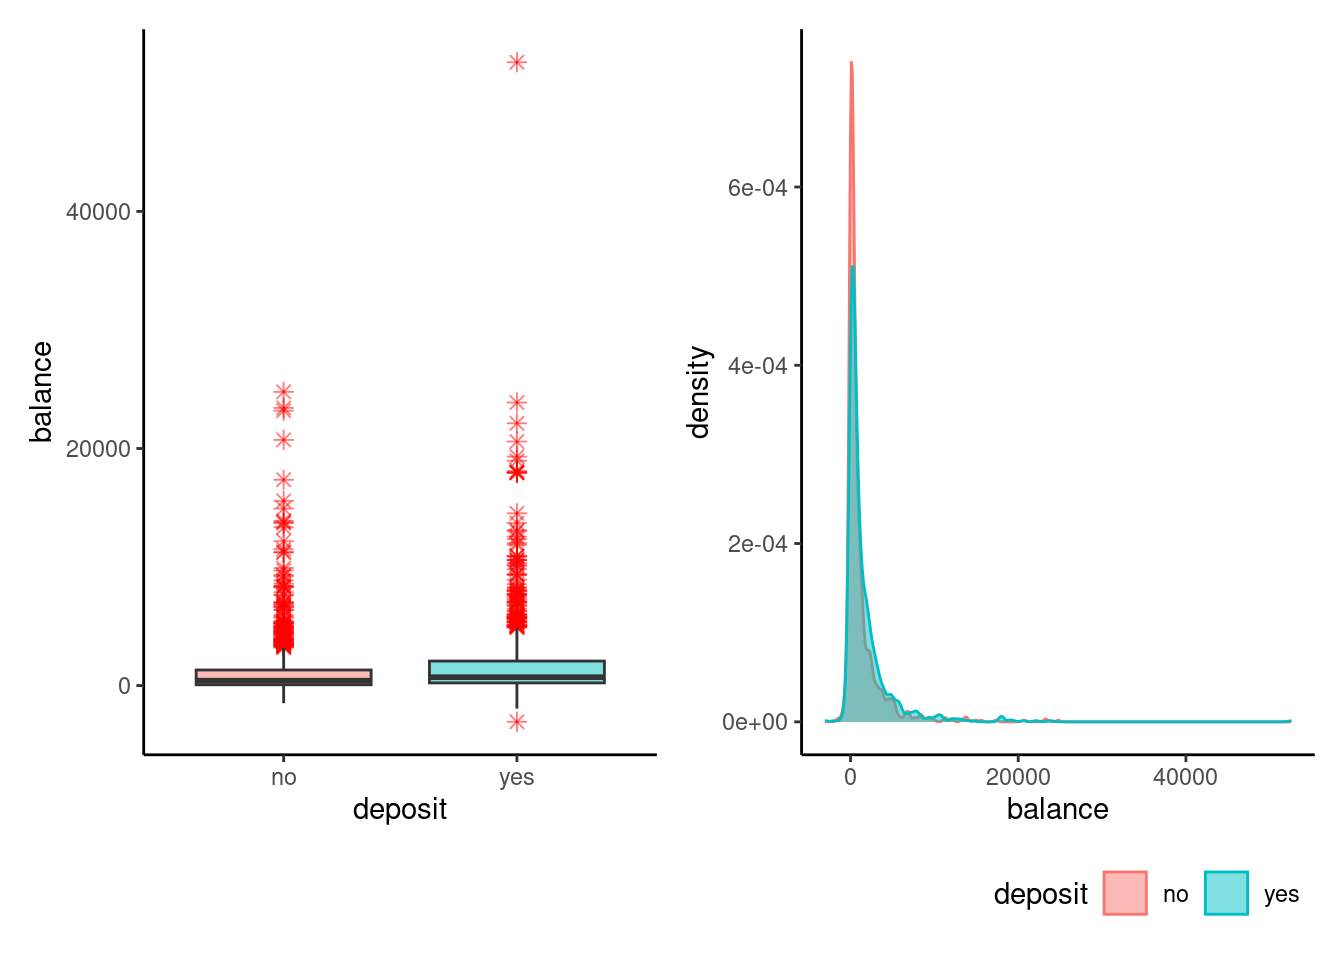 balance
40000
20000
0
no yes
deposit
density
6e-04
4e-04
2e-04
0e+00
0 20000 40000
balance
deposit no yes